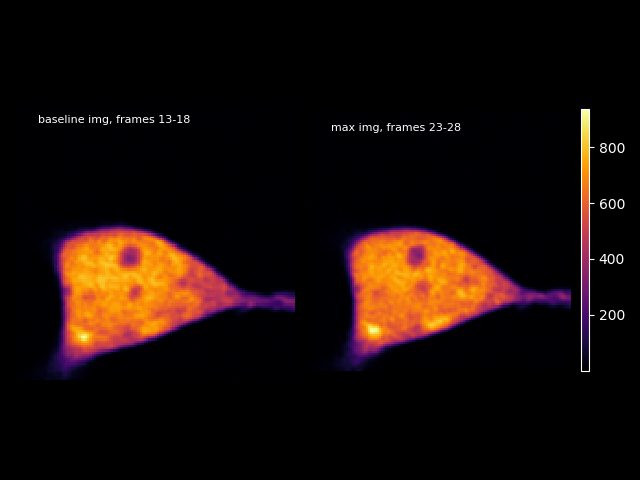 baseline img, frames 13-18
max img, frames 23-28
800
600
400
200